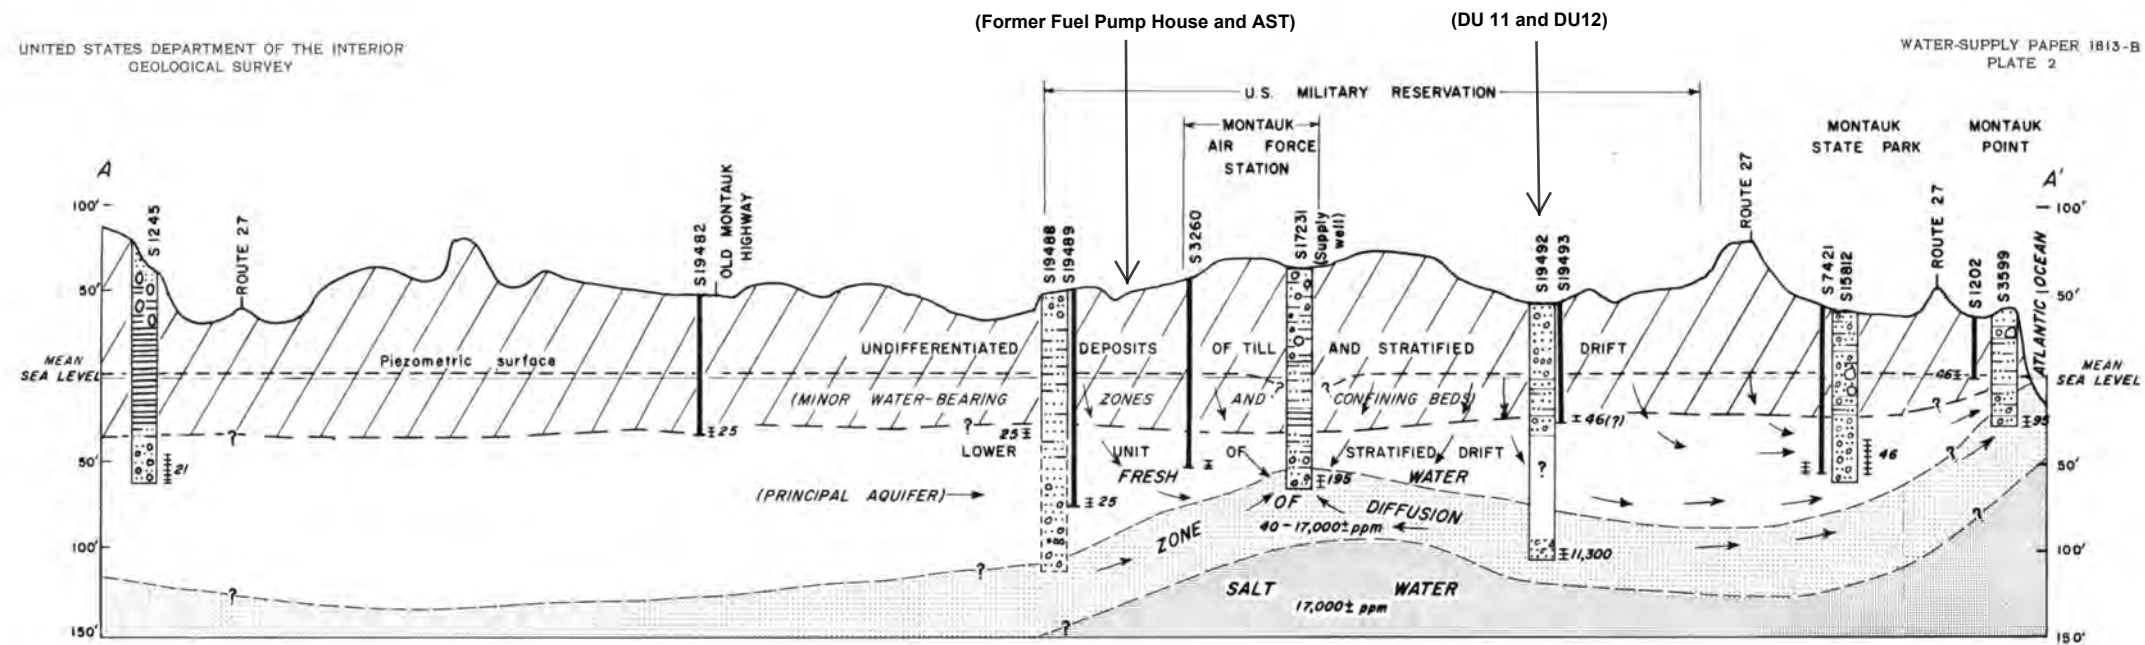 (Former Fuel Pump House and AST)
(DU 11 and DU12)
UNITED STATES DEPARTMENT OF THE INTERIOR
GEOLOGICAL SURVEY
WATER-SUPPLY PAPER 1613-B
PLATE 2
U.S. MILITARY RESERVATION
MONTAUK
AIR FORCE
STATION
MONTAUK
STATE PARK
MONTAUK
POINT
A
A'
100'
50'
MEAN
SEA LEVEL
50'
100'
150'
S1245
ROUTE 27
S19482
OLD MONTAUK
HIGHWAY
S19488
S19489
S3260
S17231
(Supply
well)
S19492
S19493
ROUTE 27
S7421
S15812
ROUTE 27
S1202
S3599
ATLANTIC OCEAN
100'
50'
MEAN
SEA LEVEL
50'
100'
150'
Piezometric surface
UNDIFFERENTIATED DEPOSITS OF TILL AND STRATIFIED DRIFT
(MINOR WATER-BEARING ZONES AND CONFINING BEDS)
? ?
46±
?
25
? 25
46(?)
95
LOWER UNIT OF STRATIFIED DRIFT
21
FRESH WATER
?
46
?
(PRINCIPAL AQUIFER)
25
195
ZONE OF DIFFUSION
40-17,000± ppm
?
11,300
?
?
SALT WATER
17,000± ppm
?